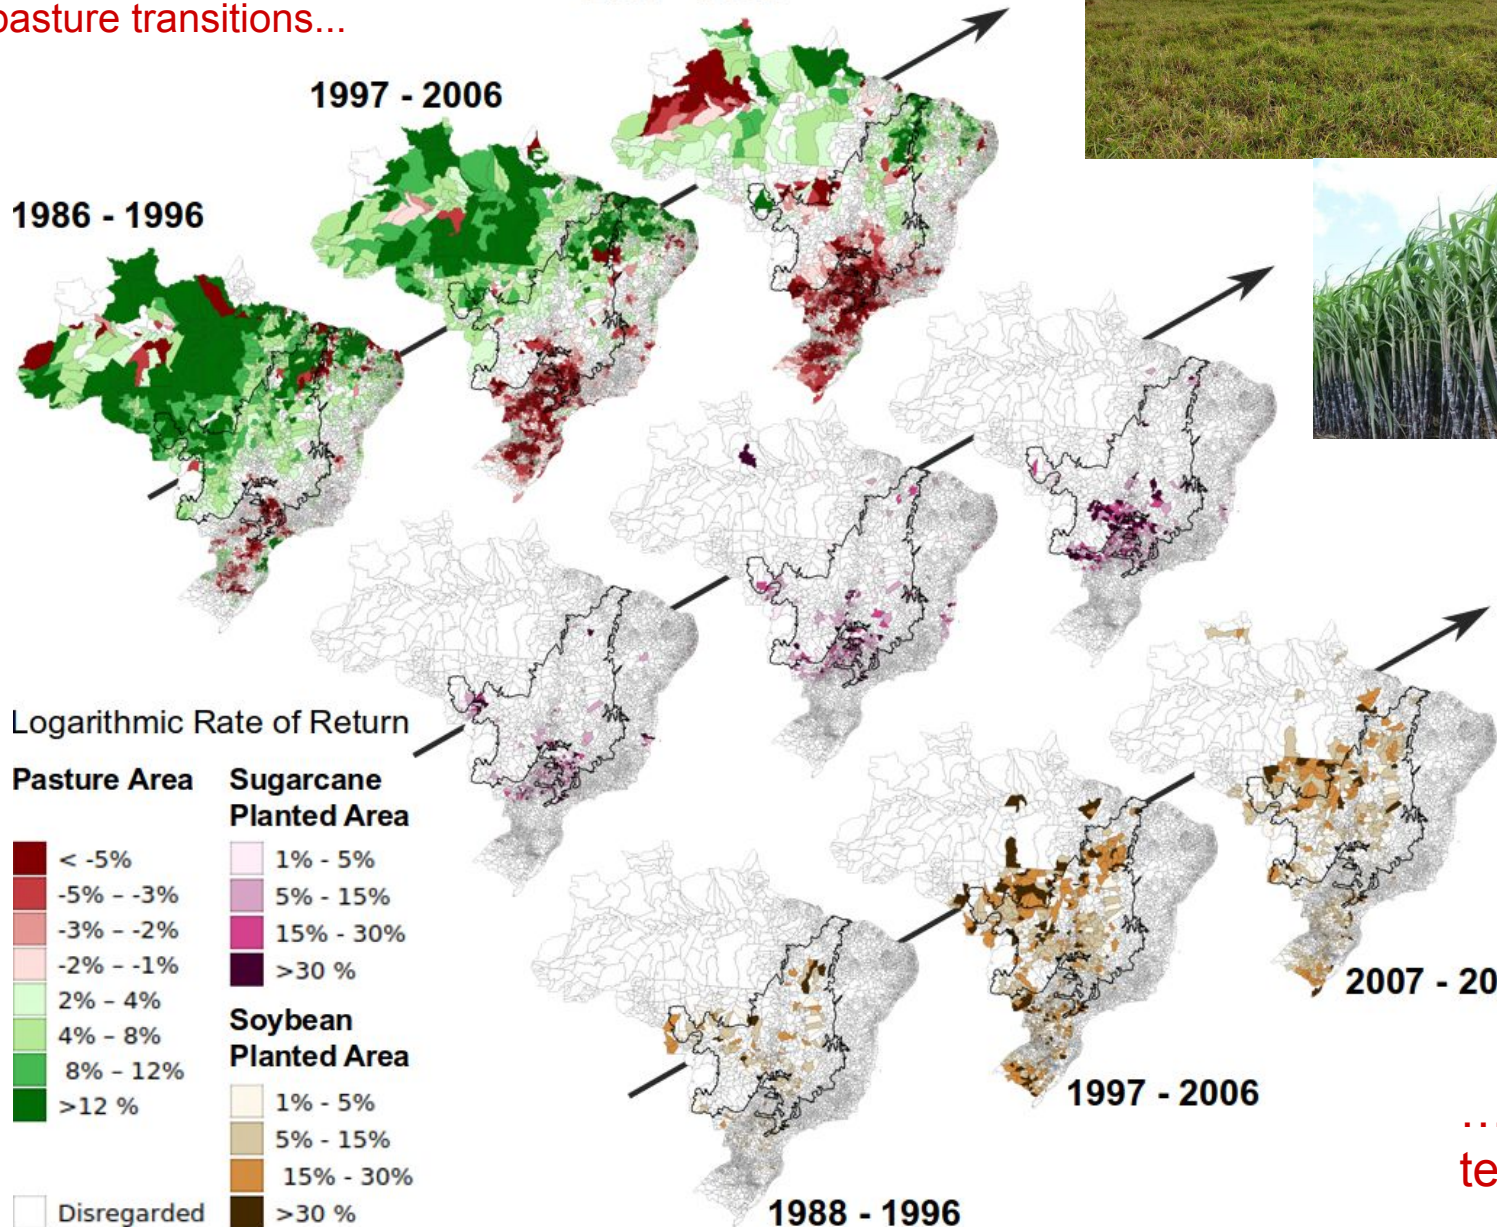 pasture transitions...
1997 - 2006
1986 - 1996
Logarithmic Rate of Return
Pasture Area
< -5%
-5% – -3%
-3% – -2%
-2% – -1%
2% – 4%
4% – 8%
8% – 12%
>12 %
Disregarded
Sugarcane
Planted Area
1% - 5%
5% - 15%
15% - 30%
>30 %
Soybean
Planted Area
1% - 5%
5% - 15%
15% - 30%
>30 %
2007 - 20
1997 - 2006
1988 - 1996
...
te